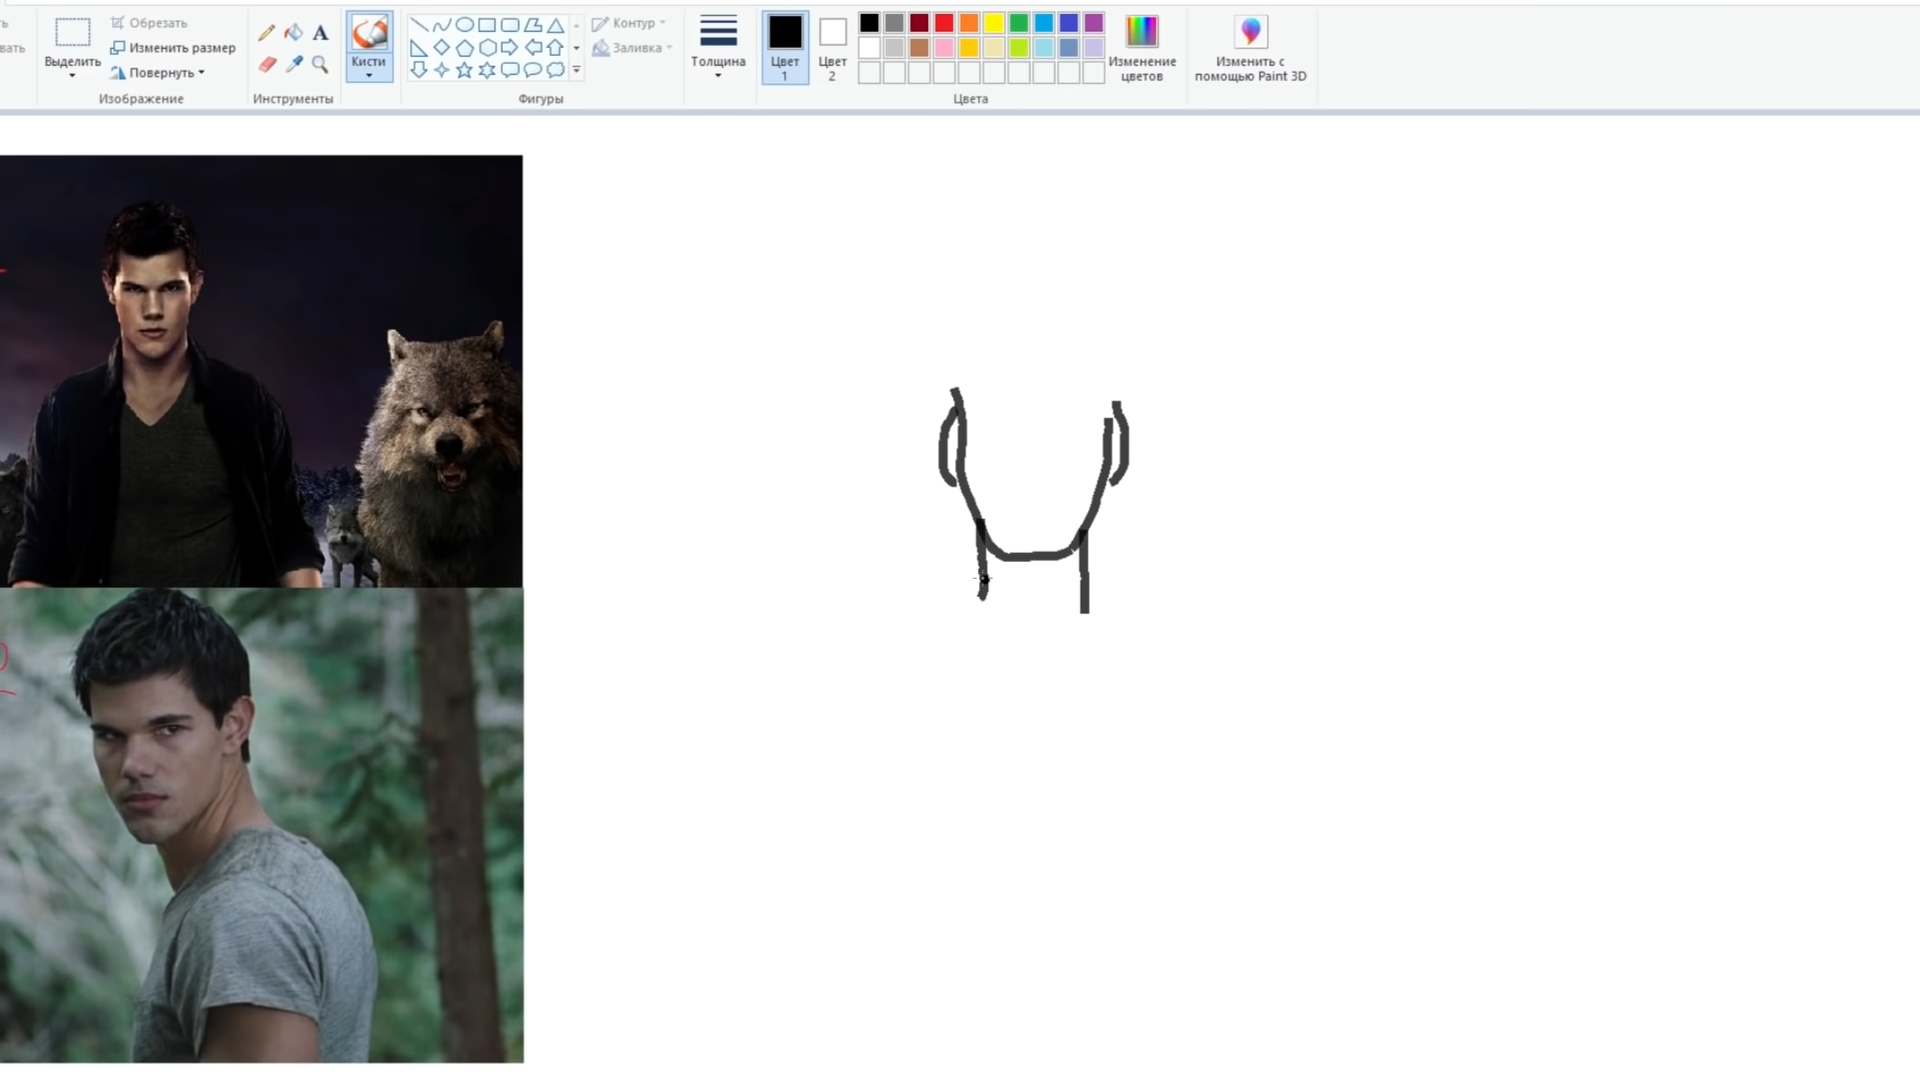 Обрезать
Выделить
Изменить размер
Повернуть
Изображение
A
Инструменты
Кисти
Контур
Заливка
Фигуры
Толщина
Цвет
1
Цвет
2
Изменение
цветов
Цвета
Изменить с
помощью Paint 3D